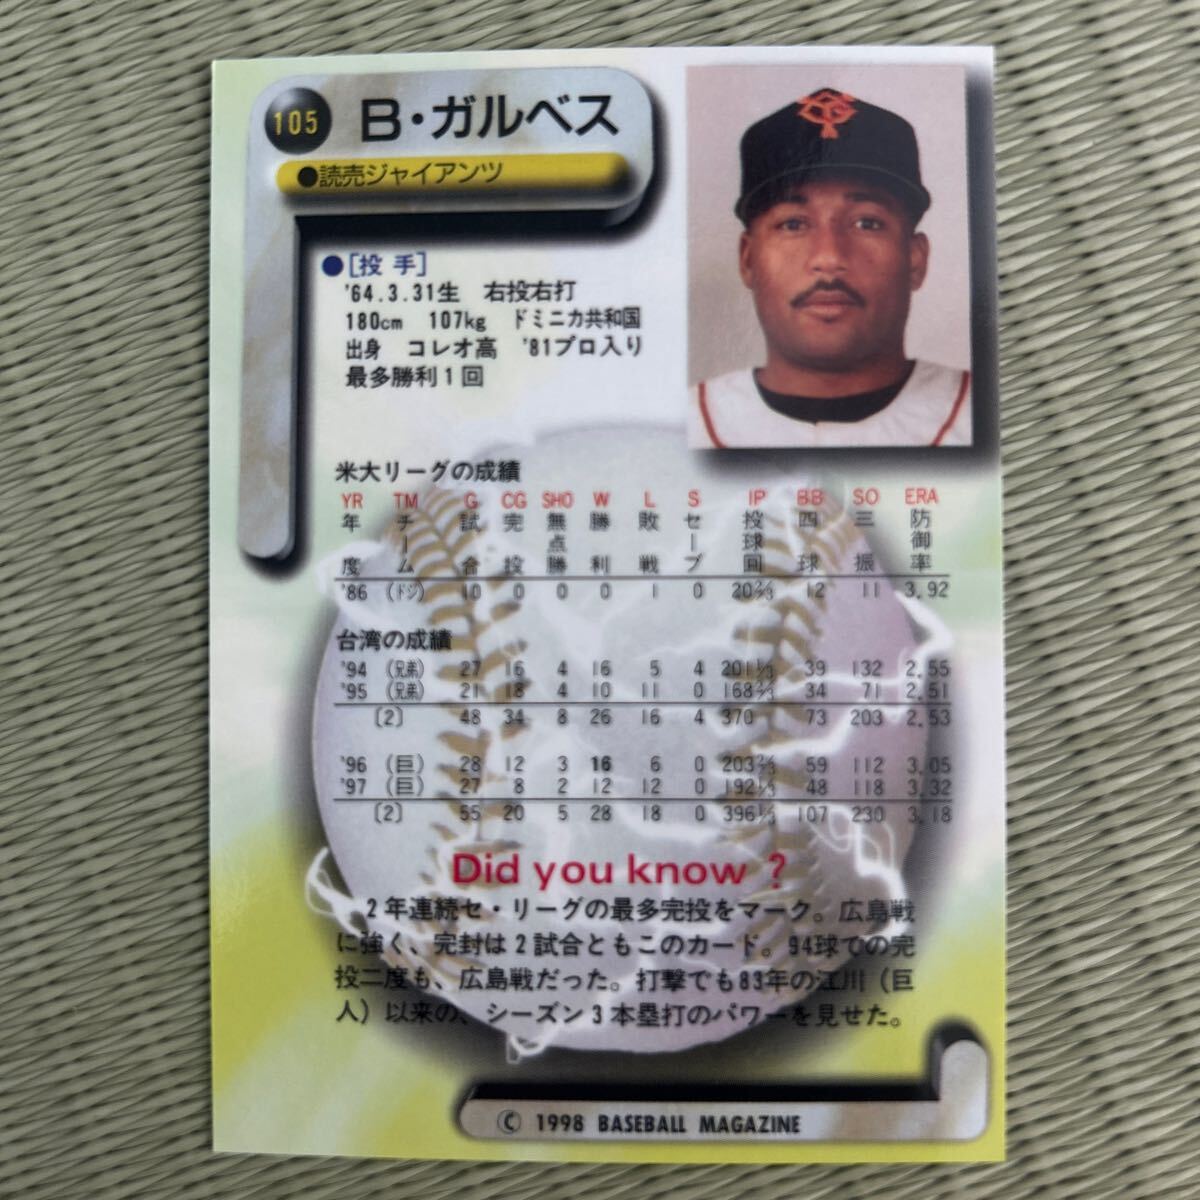 105 B・ガルベス
●読売ジャイアンツ
●[投 手]
'64.3.31生 右投右打
180cm 107kg ドミニカ共和国
出身 コレオ高 '81プロ入り
最多勝利1回
米大リーグの成績
YR TM G CG SHO W L S IP BB SO ERA
年度 チーム 試合 完投 無点勝 勝利 敗戦 セーブ 投球回 四球 三振 防御率
'86 (ドジ) 10 0 0 0 1 0 20⅔ 12 11 3.92
台湾の成績
'94 (兄弟) 27 16 4 16 5 4 201⅓ 39 132 2.55
'95 (兄弟) 21 18 4 10 11 0 168⅔ 34 71 2.51
[2] 48 34 8 26 16 4 370 73 203 2.53
'96 (巨) 28 12 3 16 6 0 203⅔ 59 112 3.05
'97 (巨) 27 8 2 12 12 0 192⅔ 48 118 3.32
[2] 55 20 5 28 18 0 396⅓ 107 230 3.18
Did you know ?
2年連続セ・リーグの最多完投をマーク。広島戦
に強く、完封は2試合ともこのカード。94球での完
投二度も、広島戦だった。打撃でも83年の江川（巨
人）以来の、シーズン3本塁打のパワーを見せた。
© 1998 BASEBALL MAGAZINE